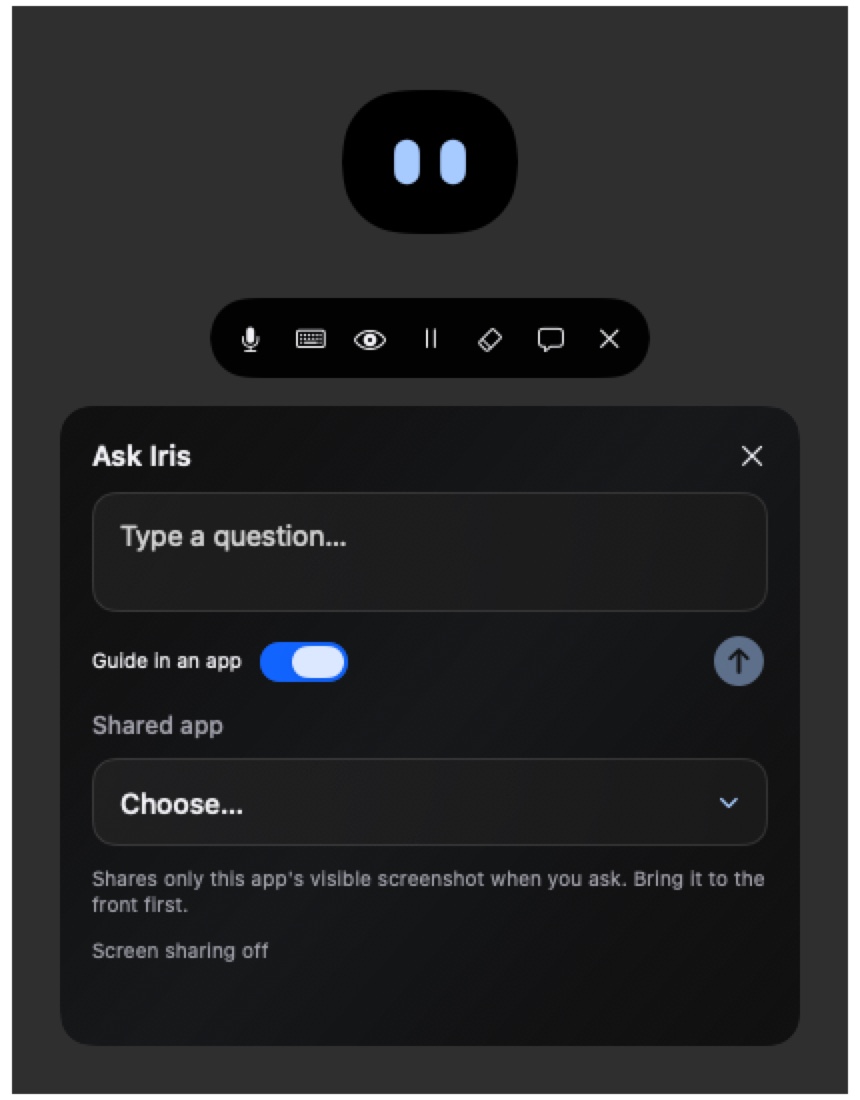 Ask Iris
Type a question...
Guide in an app
Shared app
Choose...
Shares only this app's visible screenshot when you ask. Bring it to the
front first.
Screen sharing off